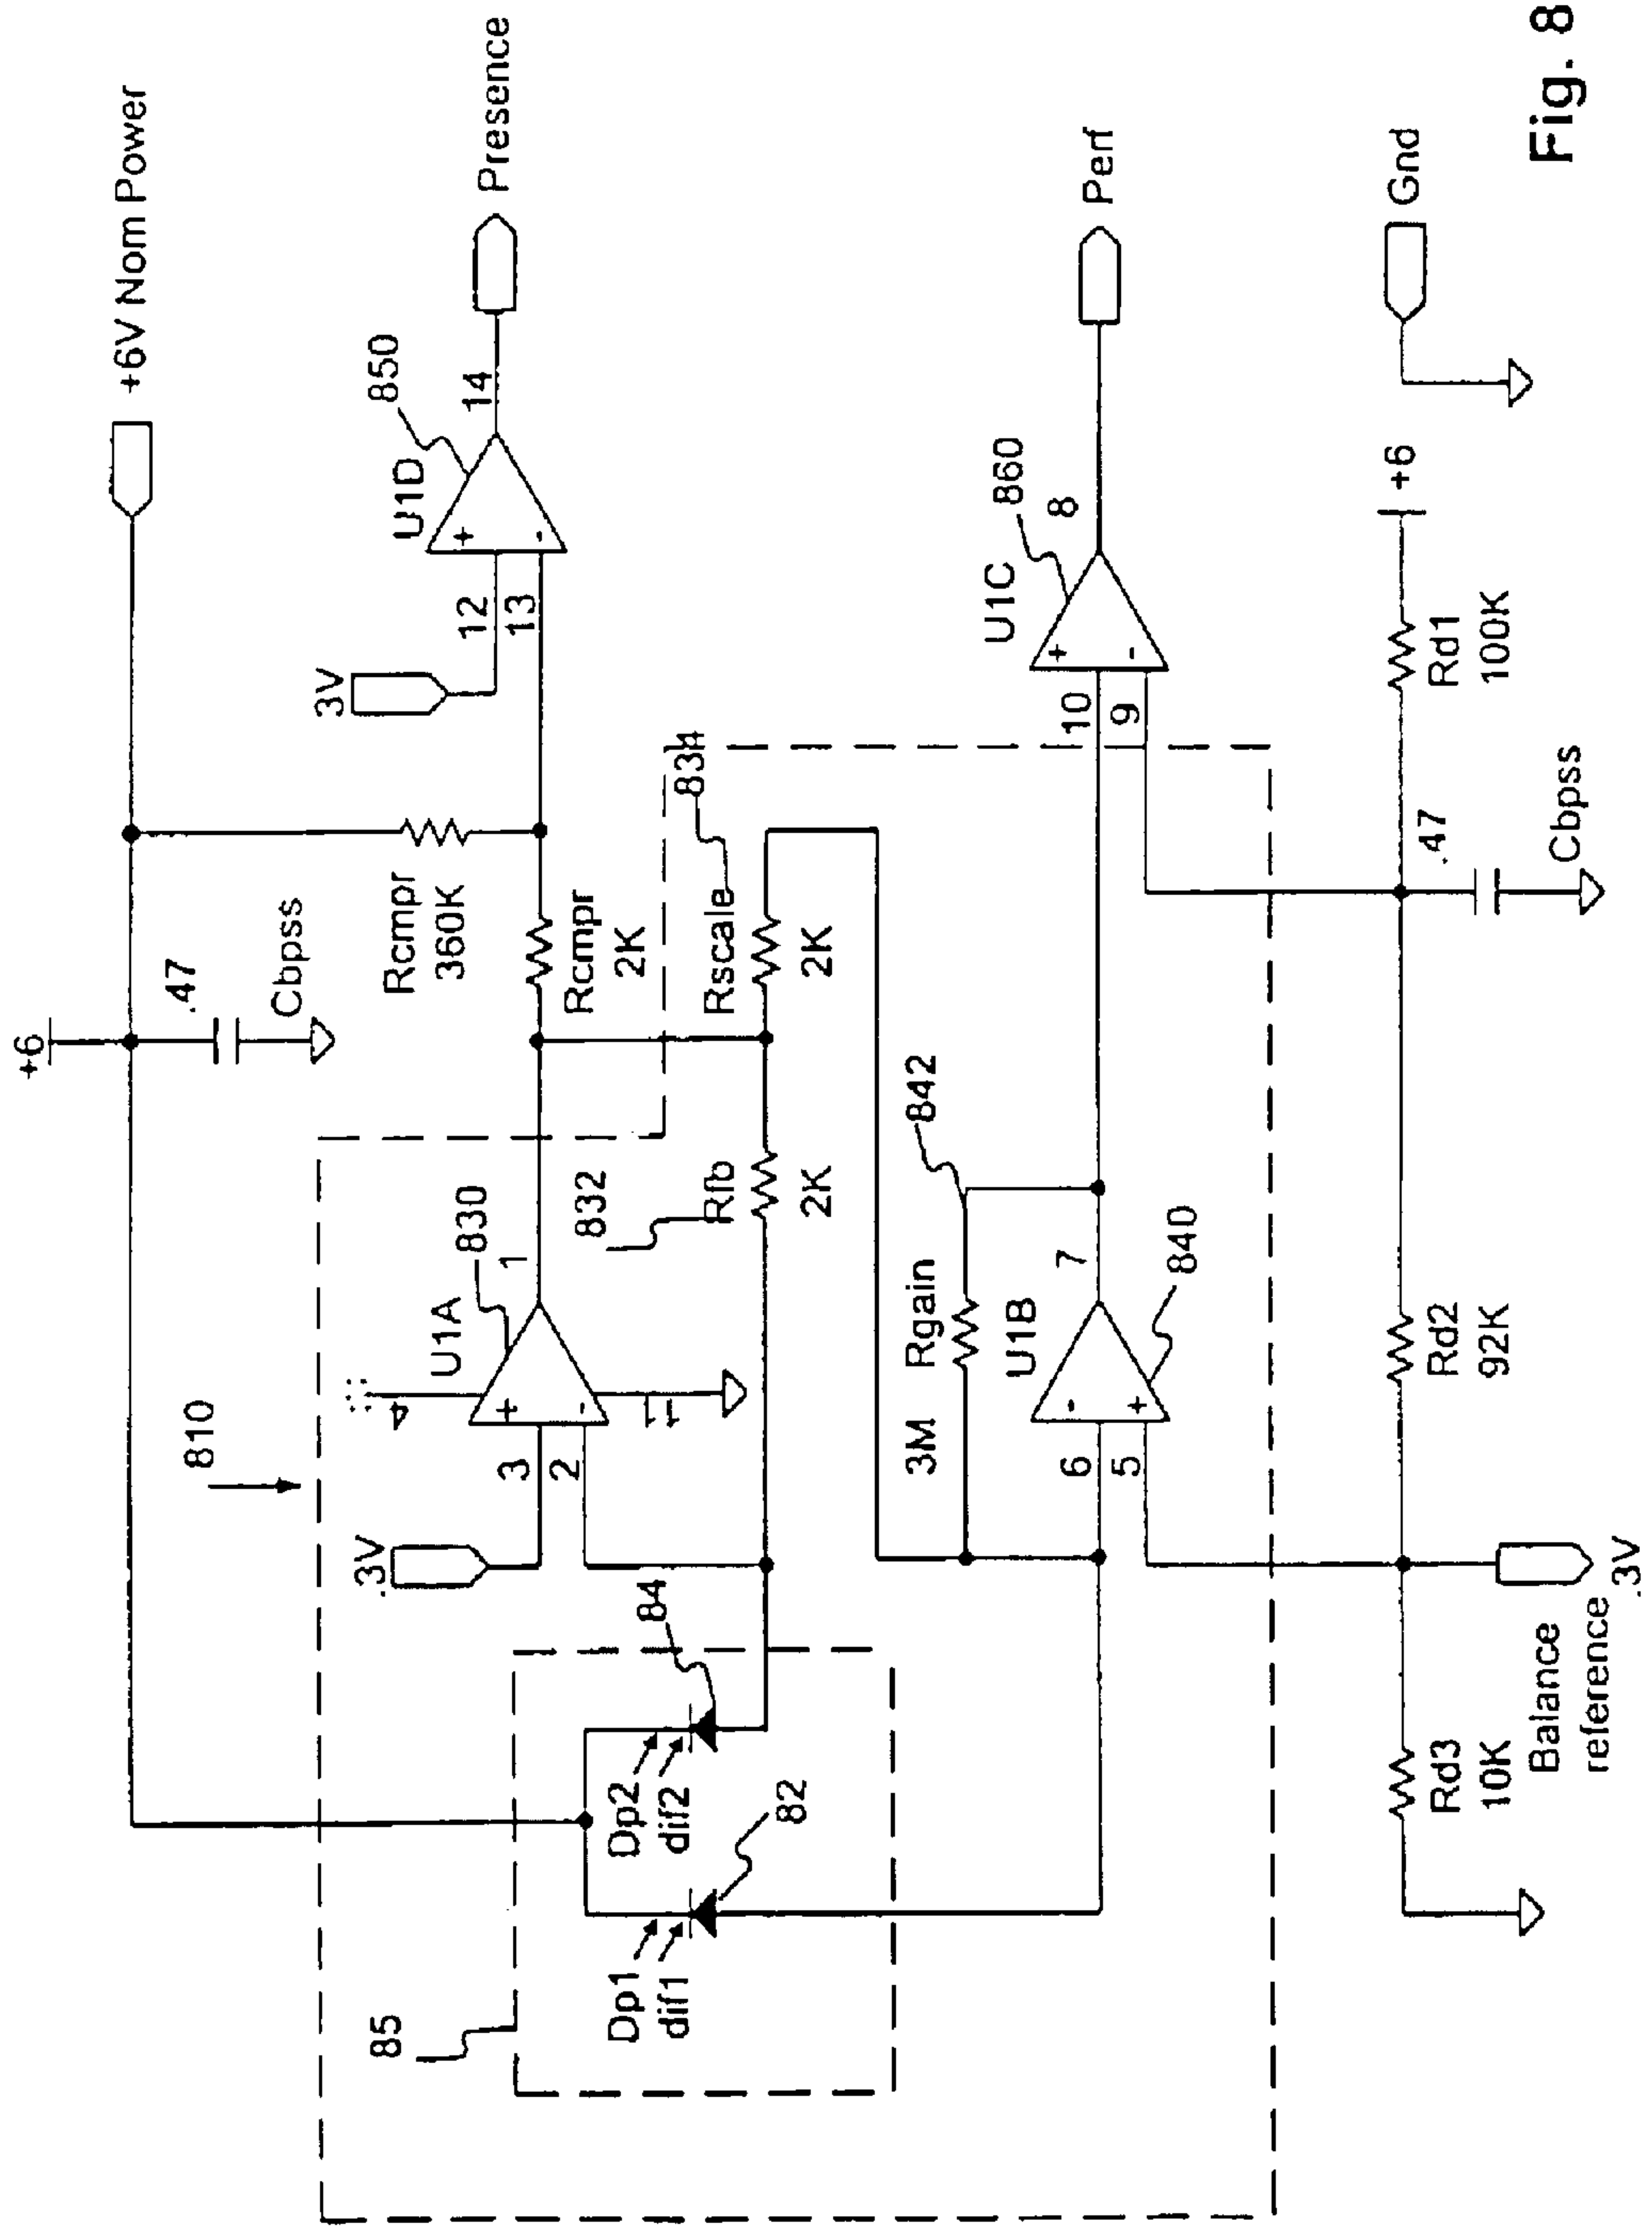 +6
+6V Nom Power
.47
Cbpss
Rcmpr
360K
.3V
12
13
U1D
+
-
850
14
Presence
810
.3V
3
2
U1A
+
-
4
11
830
1
832
Rfb
2K
Rcmpr
2K
834
Rscale
2K
85
Dp1
dif1
82
Dp2
dif2
84
3M
Rgain
842
6
5
U1B
-
+
7
840
10
9
U1C
+
-
860
8
Perf
Rd3
10K
Balance
reference
.3V
Rd2
92K
.47
Cbpss
Rd1
100K
+6
Gnd
Fig. 8